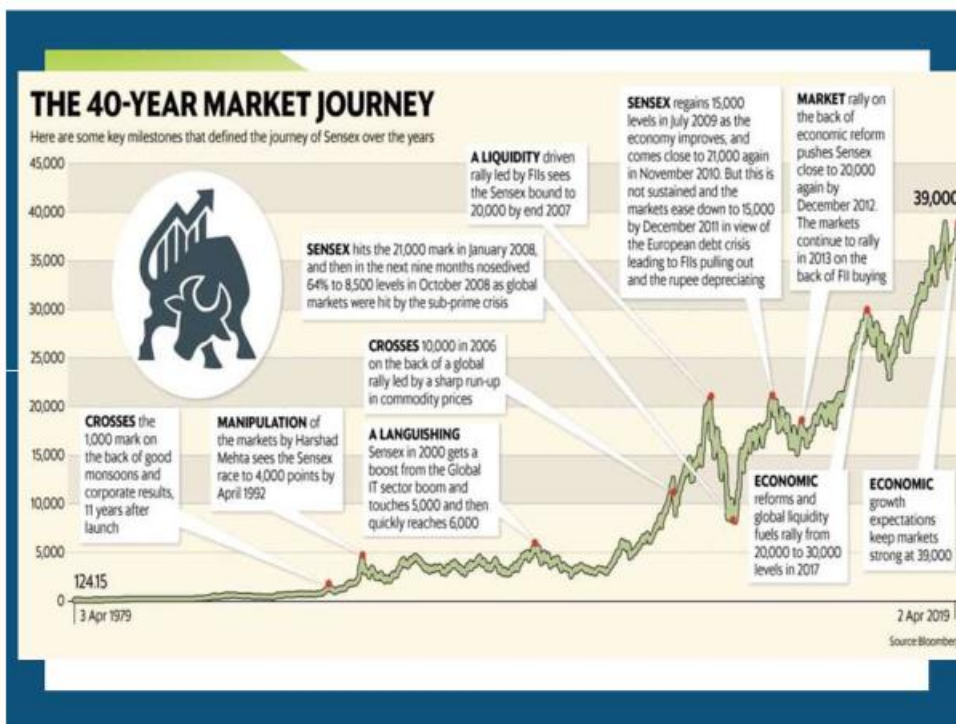 THE 40-YEAR MARKET JOURNEY
Here are some key milestones that defined the journey of Sensex over the years
45,000
40,000
35,000
30,000
25,000
20,000
15,000
10,000
5,000
0
CROSSES the
1,000 mark on
the back of good
monsoons and
corporate results,
11 years after
launch
MANIPULATION of
the markets by Harshad
Mehta sees the Sensex
race to 4,000 points by
April 1992
A LANGUISHING
Sensex in 2000 gets a
boost from the Global
IT sector boom and
touches 5,000 and then
quickly reaches 6,000
CROSSES 10,000 in 2006
on the back of a global
rally led by a sharp run-up
in commodity prices
SENSEX hits the 21,000 mark in January 2008,
and then in the next nine months nosedived
64% to 8,500 levels in October 2008 as global
markets were hit by the sub-prime crisis
A LIQUIDITY driven
rally led by FIIs sees
the Sensex bound to
20,000 by end 2007
SENSEX regains 15,000
levels in July 2009 as the
economy improves, and
comes close to 21,000 again
in November 2010. But this is
not sustained and the
markets ease down to 15,000
by December 2011 in view of
the European debt crisis
leading to FIIs pulling out
and the rupee depreciating
MARKET rally on
the back of
economic reform
pushes Sensex
close to 20,000
again by
December 2012.
The markets
continue to rally
in 2013 on the
back of FII buying
39,000
ECONOMIC
reforms and
global liquidity
fuels rally from
20,000 to 30,000
levels in 2017
ECONOMIC
growth
expectations
keep markets
strong at 39,000
124.15
3 Apr 1979
2 Apr 2019
Source:Bloomberg